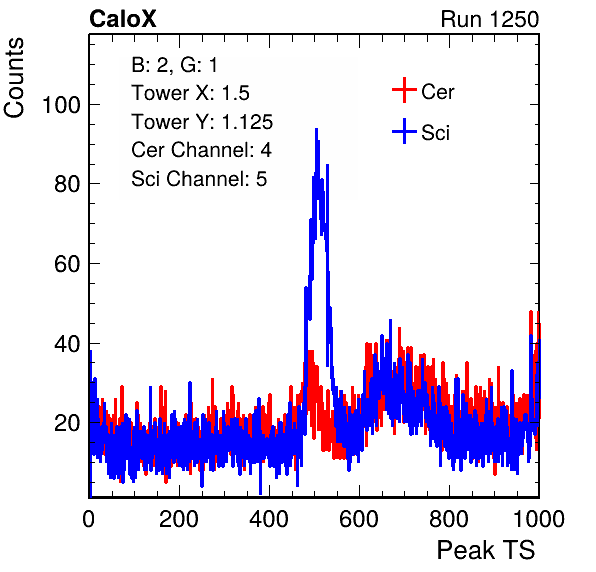 CaloX Run 1250
Counts
B: 2, G: 1
Tower X: 1.5
Tower Y: 1.125
Cer Channel: 4
Sci Channel: 5
Cer
Sci
100
80
60
40
20
0 200 400 600 800 1000
Peak TS